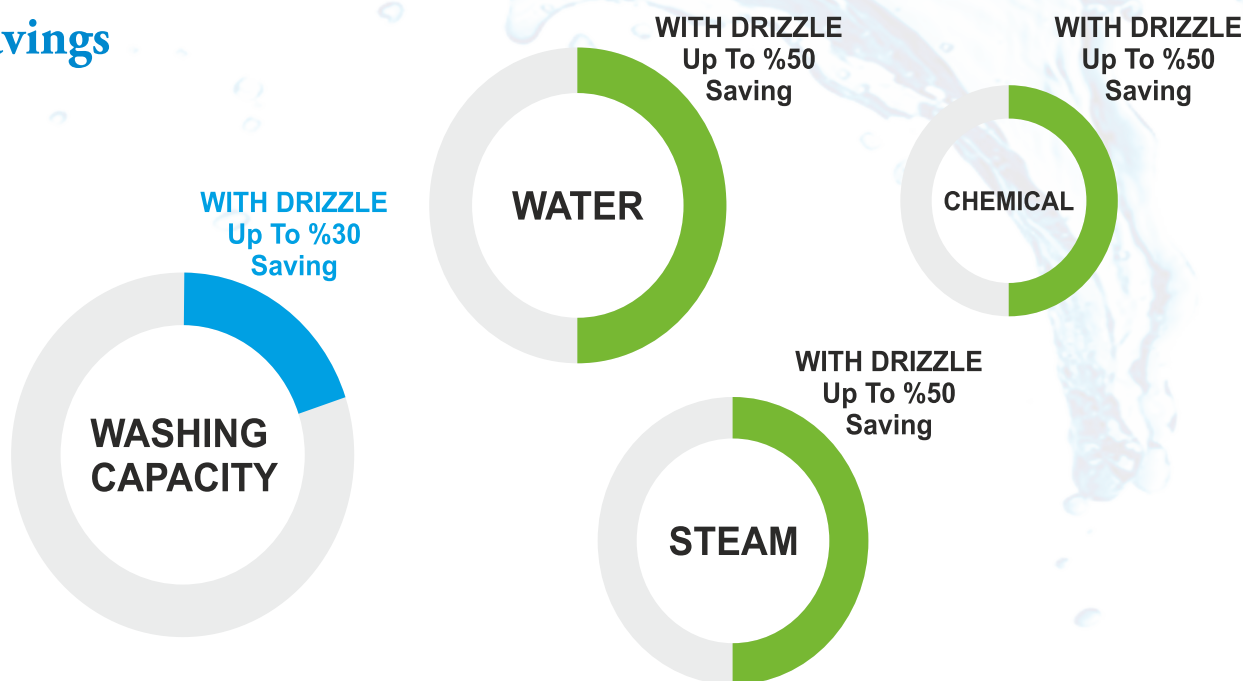 WITH DRIZZLE
Up To %50
Saving
WATER
WITH DRIZZLE
Up To %50
Saving
CHEMICAL
WITH DRIZZLE
Up To %30
Saving
WASHING
CAPACITY
WITH DRIZZLE
Up To %50
Saving
STEAM